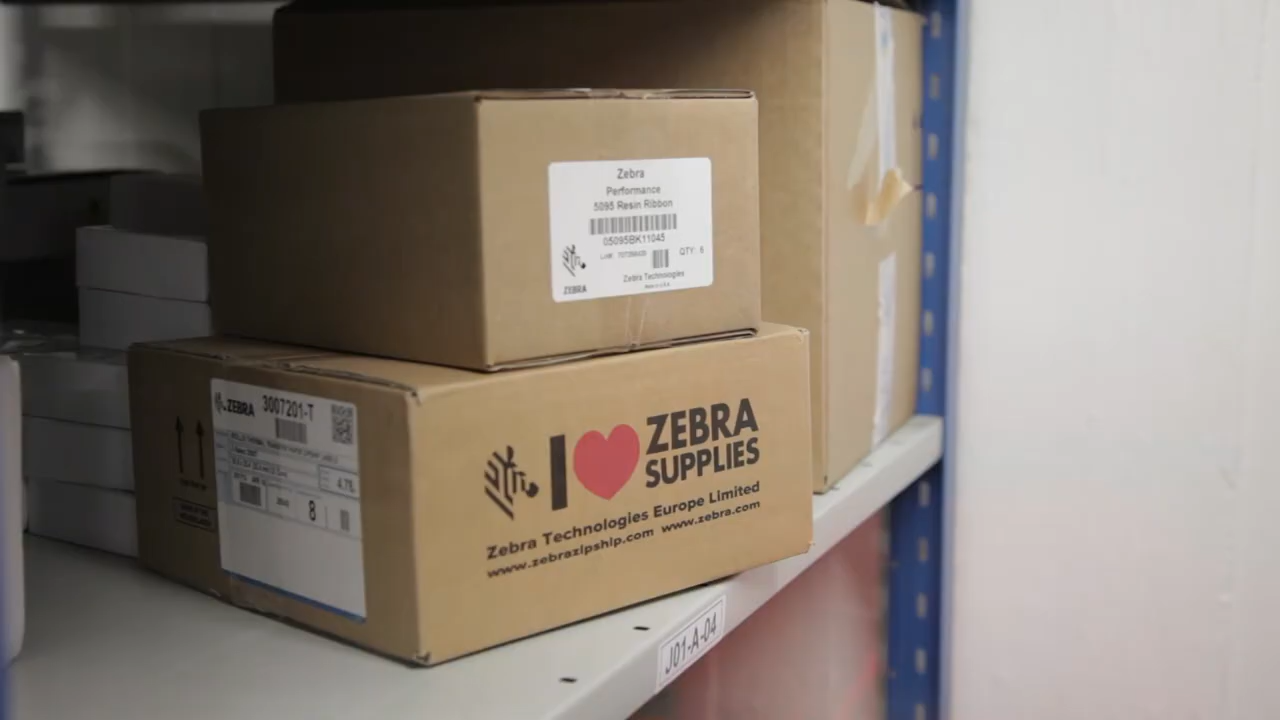 Zebra
Performance
5095 Resin Ribbon
05095BK11045
QTY: 6
ZEBRA
Zebra Technologies
ZEBRA 3007201-T
8
I ZEBRA
SUPPLIES
Zebra Technologies Europe Limited
www.zebrazipship.com www.zebra.com
J01-A-04